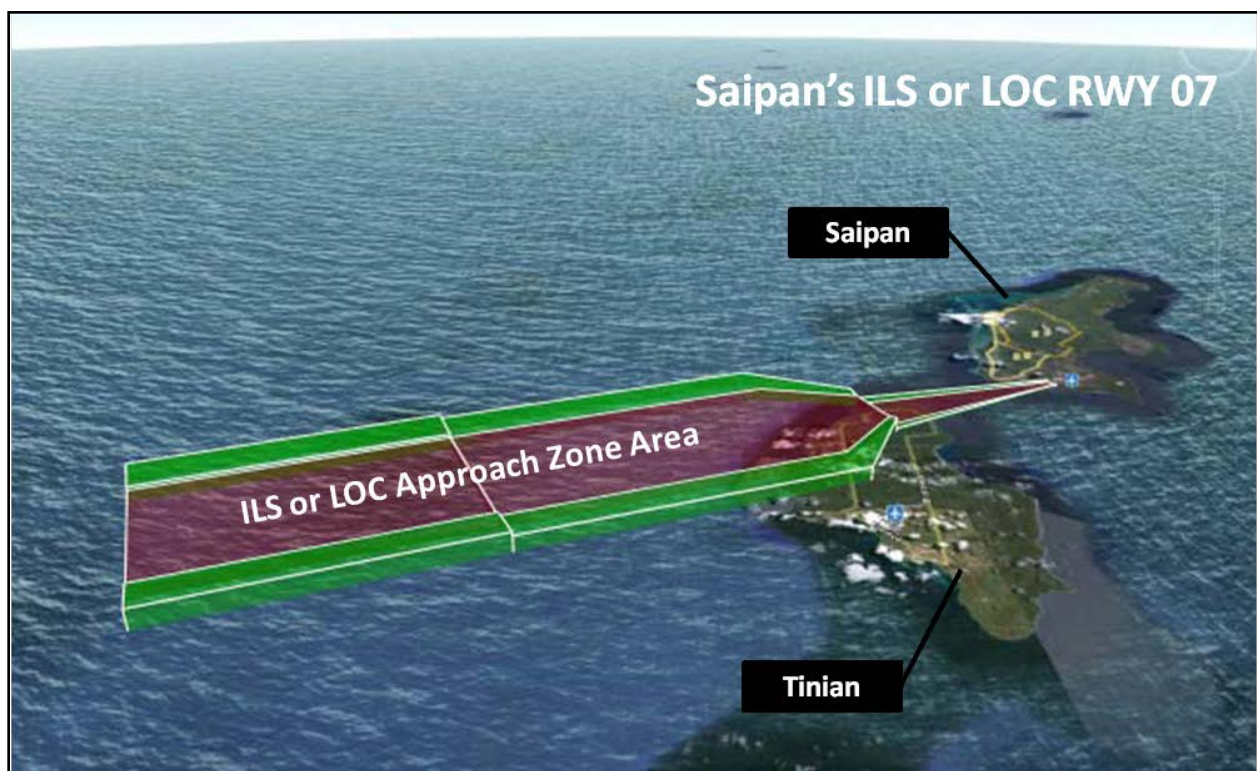 Saipan's ILS or LOC RWY 07
Saipan
ILS or LOC Approach Zone Area
Tinian